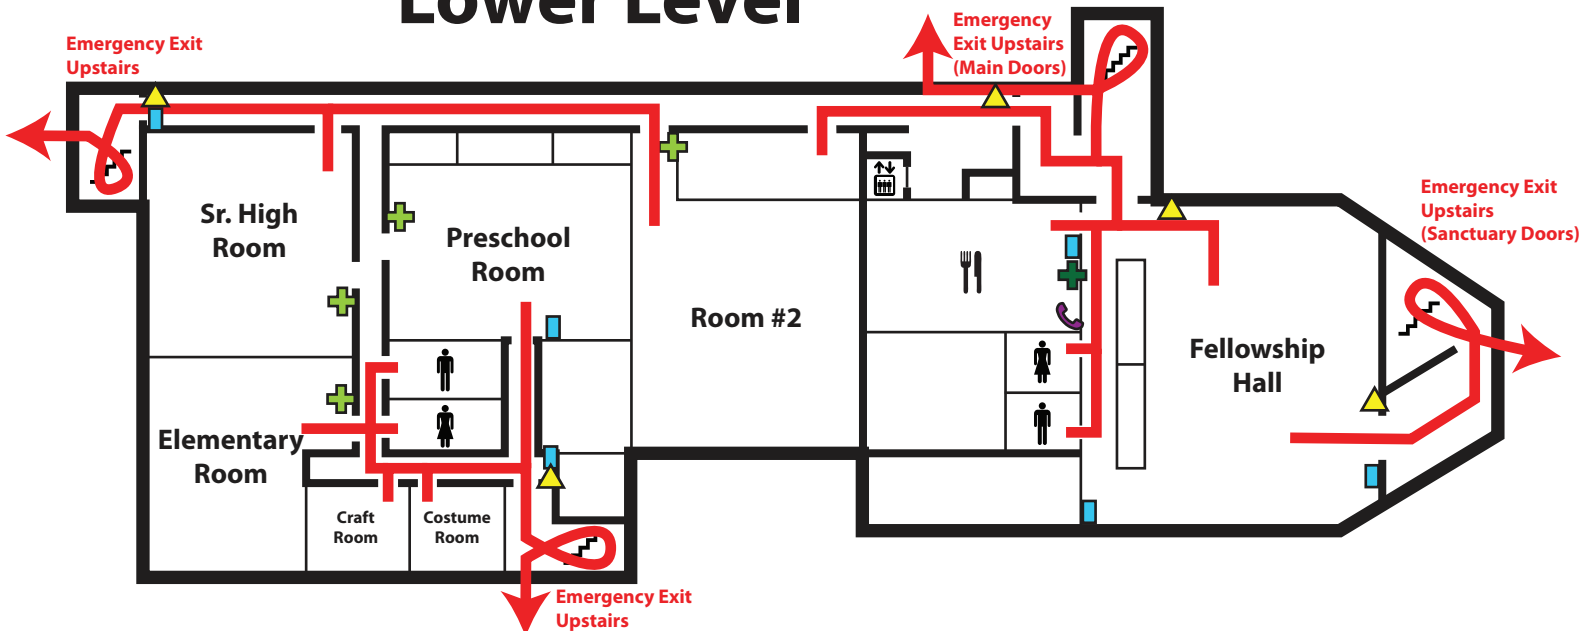 Lower Level
Emergency Exit
Upstairs
Emergency
Exit Upstairs
(Main Doors)
Emergency Exit
Upstairs
(Sanctuary Doors)
Sr. High
Room
Preschool
Room
Room #2
Fellowship
Hall
Elementary
Room
Craft
Room
Costume
Room
Emergency Exit
Upstairs